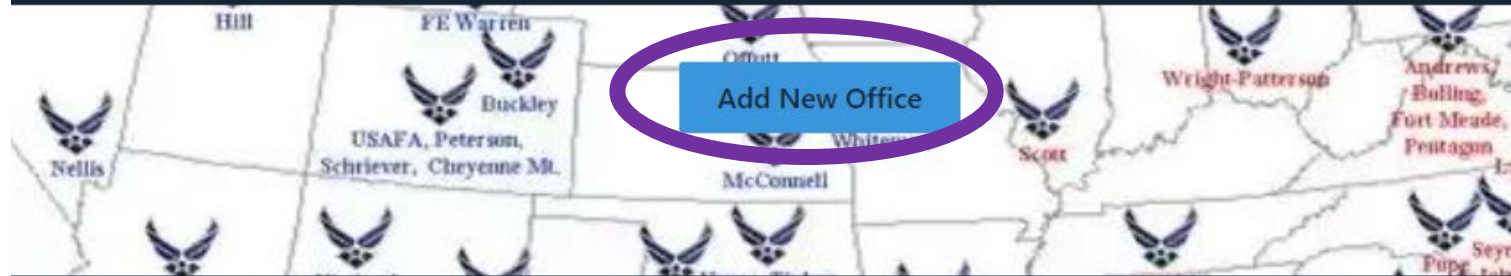 Hill
FE Warren
Offutt
Buckley
Add New Office
Wright-Patterson
Andrews,
Bolling,
Fort Meade,
Pentagon
Nellis
USAFA, Peterson,
Schriever, Cheyenne Mt.
McConnell
Scott
Pope